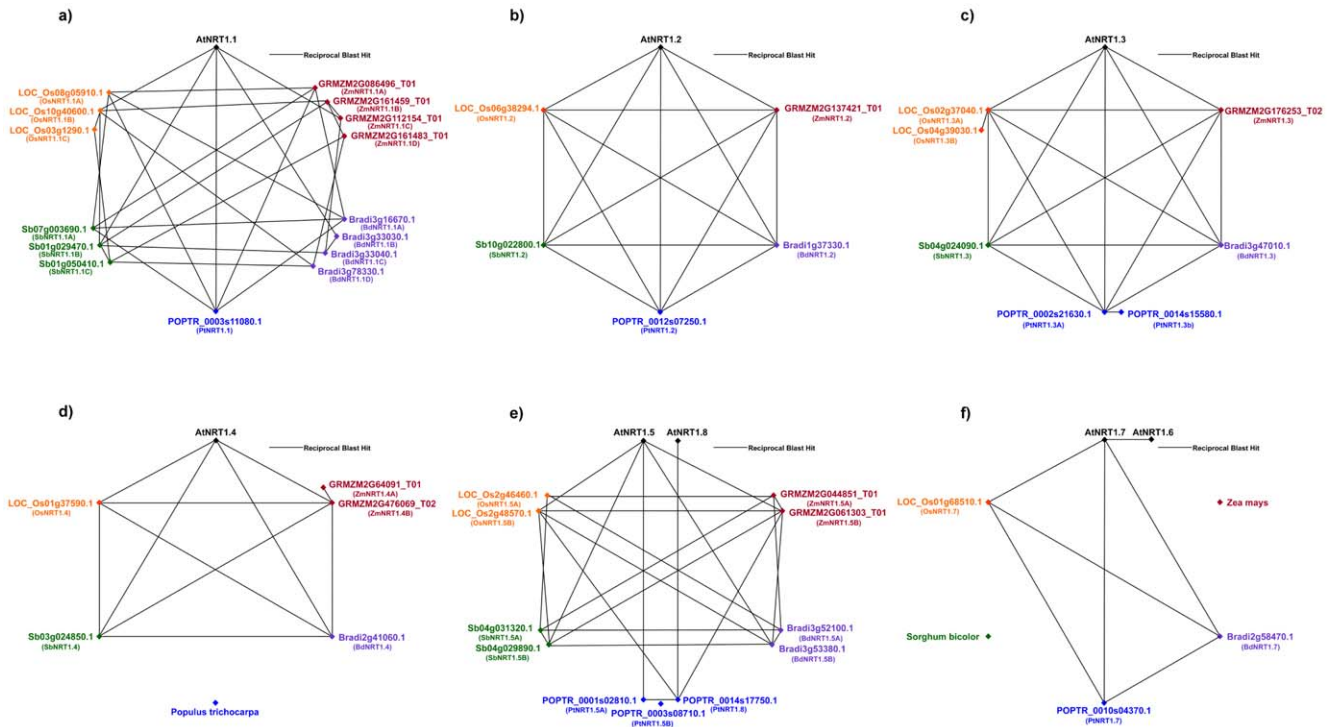 a)
AtNRT1.1
Reciprocal Blast Hit
LOC_Os08g05910.1
(OsNRT1.1A)
LOC_Os10g40600.1
(OsNRT1.1B)
LOC_Os03g1290.1
(OsNRT1.1C)
GRMZM2G086496_T01
(ZmNRT1.1A)
GRMZM2G161459_T01
(ZmNRT1.1B)
GRMZM2G112154_T01
(ZmNRT1.1C)
GRMZM2G161483_T01
(ZmNRT1.1D)
Sb07g003690.1
(SbNRT1.1A)
Sb01g029470.1
(SbNRT1.1B)
Sb01g050410.1
(SbNRT1.1C)
Bradi3g16670.1
(BdNRT1.1A)
Bradi3g33030.1
(BdNRT1.1B)
Bradi3g33040.1
(BdNRT1.1C)
Bradi3g78330.1
(BdNRT1.1D)
POPTR_0003s11080.1
(PtNRT1.1)
b)
AtNRT1.2
Reciprocal Blast Hit
LOC_Os06g38294.1
(OsNRT1.2)
GRMZM2G137421_T01
(ZmNRT1.2)
Sb10g022800.1
(SbNRT1.2)
Bradi1g37330.1
(BdNRT1.2)
POPTR_0012s07250.1
(PtNRT1.2)
c)
AtNRT1.3
Reciprocal Blast Hit
LOC_Os02g37040.1
(OsNRT1.3A)
LOC_Os04g39030.1
(OsNRT1.3B)
GRMZM2G176253_T02
(ZmNRT1.3)
Sb04g024090.1
(SbNRT1.3)
Bradi3g47010.1
(BdNRT1.3)
POPTR_0002s21630.1
(PtNRT1.3A)
POPTR_0014s15580.1
(PtNRT1.3b)
d)
AtNRT1.4
Reciprocal Blast Hit
LOC_Os01g37590.1
(OsNRT1.4)
GRMZM2G64091_T01
(ZmNRT1.4A)
GRMZM2G476069_T02
(ZmNRT1.4B)
Sb03g024850.1
(SbNRT1.4)
Bradi2g41060.1
(BdNRT1.4)
Populus trichocarpa
e)
AtNRT1.5
AtNRT1.8
Reciprocal Blast Hit
LOC_Os2g46460.1
(OsNRT1.5A)
LOC_Os2g48570.1
(OsNRT1.5B)
GRMZM2G044851_T01
(ZmNRT1.5A)
GRMZM2G061303_T01
(ZmNRT1.5B)
Sb04g031320.1
(SbNRT1.5A)
Sb04g029890.1
(SbNRT1.5B)
Bradi3g52100.1
(BdNRT1.5A)
Bradi3g53380.1
(BdNRT1.5B)
POPTR_0001s02810.1
(PtNRT1.5A)
POPTR_0003s08710.1
(PtNRT1.5B)
POPTR_0014s17750.1
(PtNRT1.8)
f)
AtNRT1.7
AtNRT1.6
Reciprocal Blast Hit
LOC_Os01g68510.1
(OsNRT1.7)
Zea mays
Sorghum bicolor
Bradi2g58470.1
(BdNRT1.7)
POPTR_0010s04370.1
(PtNRT1.7)